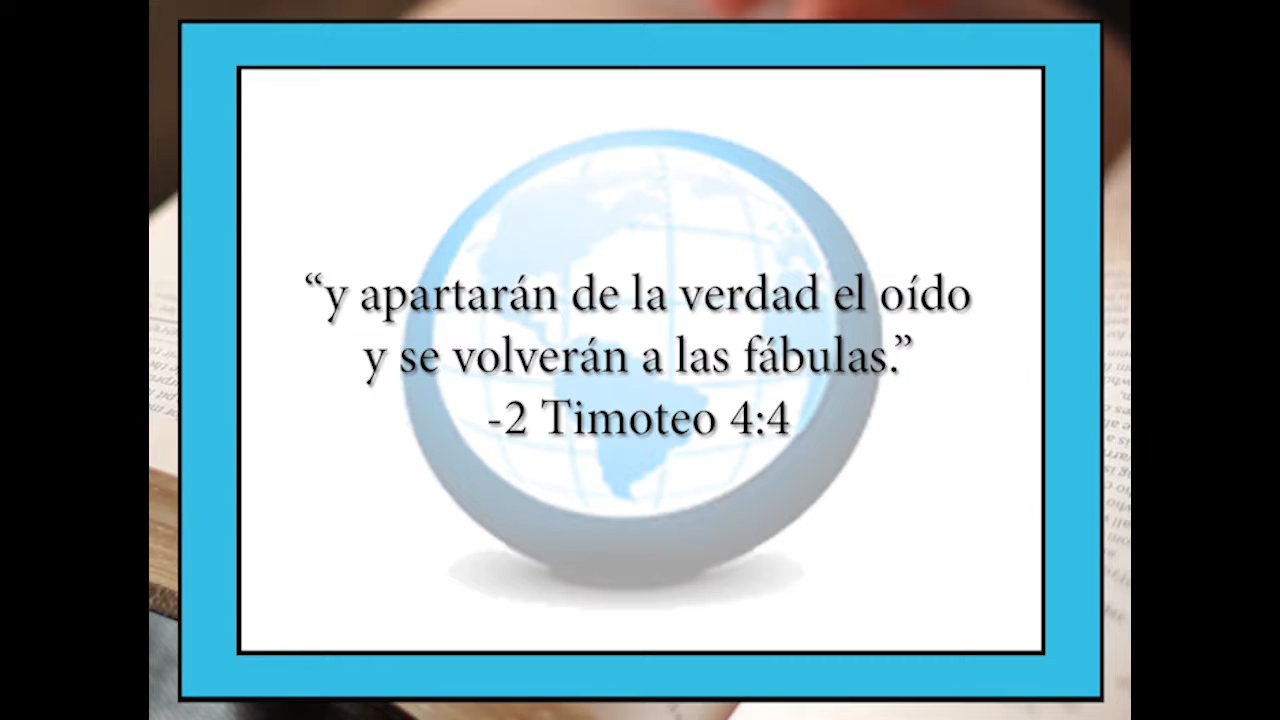 “y apartarán de la verdad el oído
y se volverán a las fábulas.”
-2 Timoteo 4:4